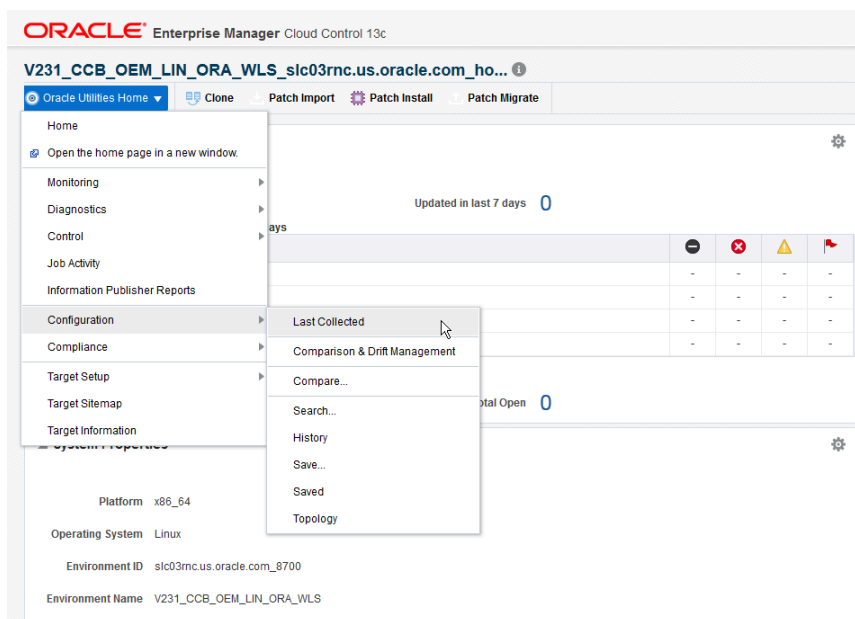 ORACLE® Enterprise Manager Cloud Control 13c
V231_CCB_OEM_LIN_ORA_WLS_slc03rnc.us.oracle.com_ho...
Oracle Utilities Home Clone Patch Import Patch Install Patch Migrate
Home
Open the home page in a new window.
Monitoring
Diagnostics
Control
Job Activity
Information Publisher Reports
Configuration
Compliance
Target Setup
Target Sitemap
Target Information
Updated in last 7 days 0
ays
- - - -
- - - -
- - - -
- - - -
Last Collected
Comparison & Drift Management
Compare...
Search...
History
Save...
Saved
Topology
Open 0
System Properties
Platform x86_64
Operating System Linux
Environment ID slc03rnc.us.oracle.com_8700
Environment Name V231_CCB_OEM_LIN_ORA_WLS